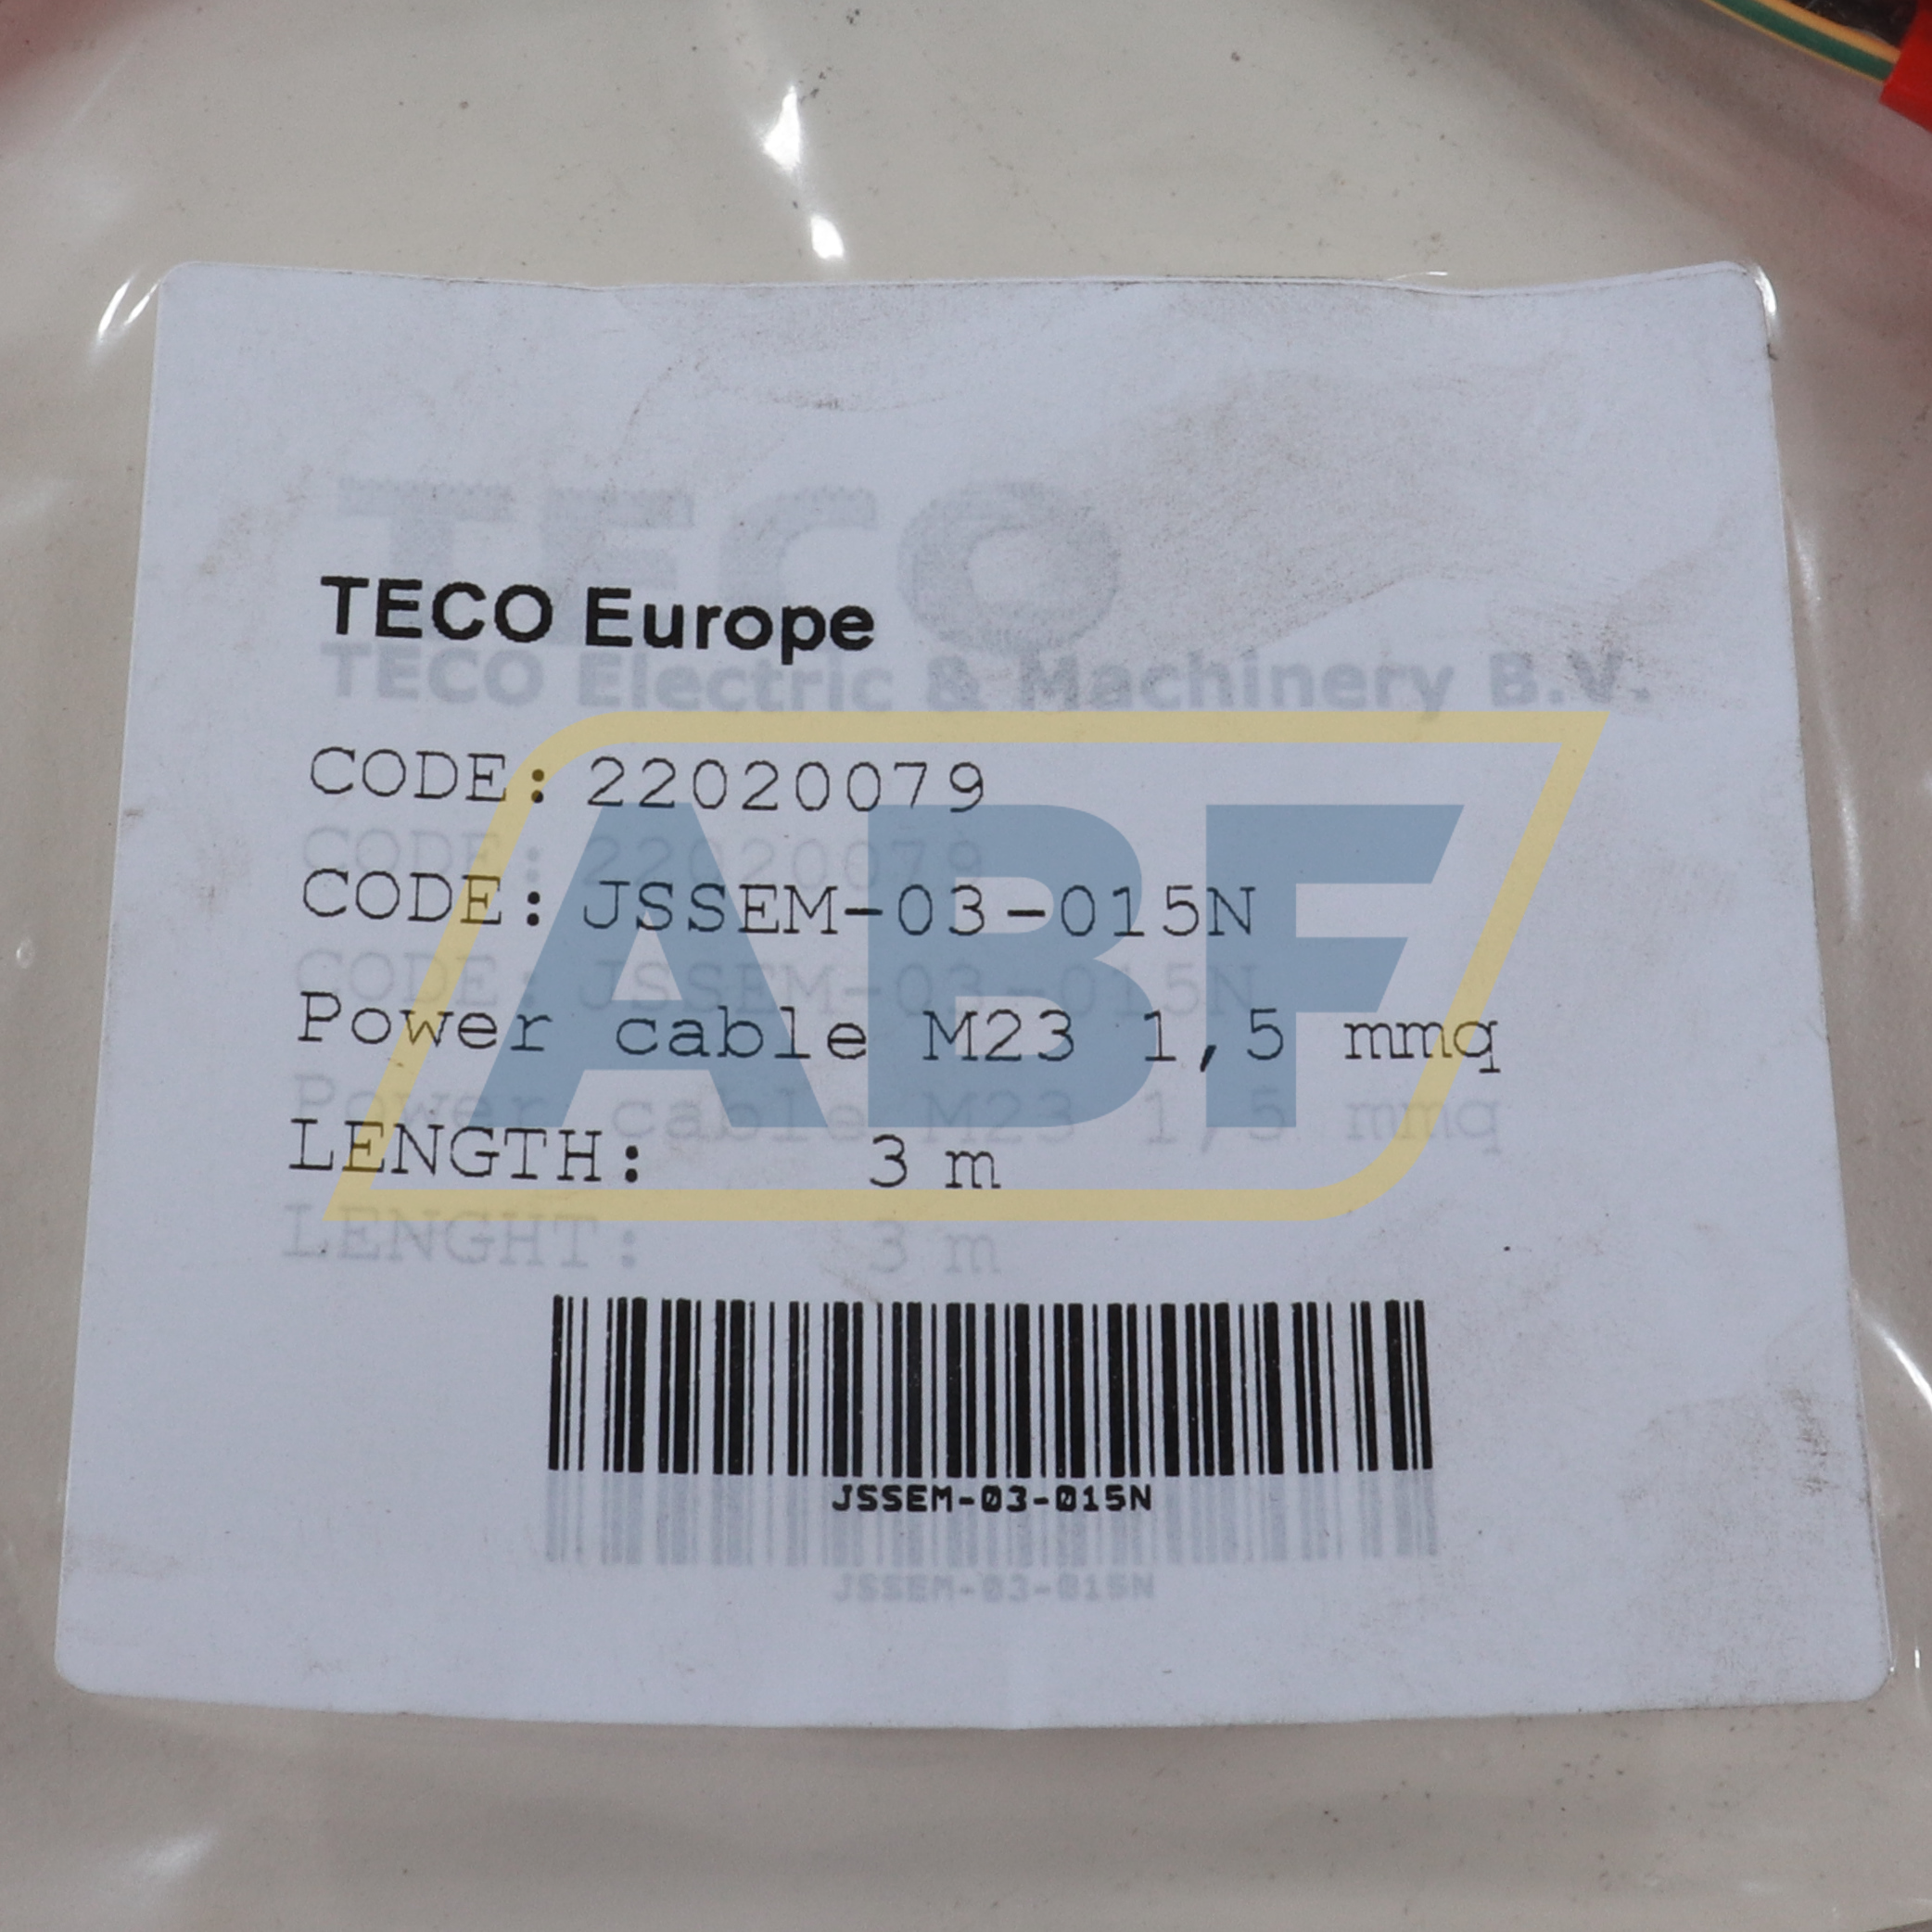 TECO
TECO Europe
TECO Electric & Machinery B.V.
CODE: 22020079
CODE: 22020079
CODE: JSSEM-03-015N
CODE: JSSEM-03-015N
Power cable M23 1,5 mmq
Power cable M23 1,5 mmq
LENGTH: 3 m
LENGHT: 3 m
JSSEM-03-015N
JSSEM-03-015N
ABF